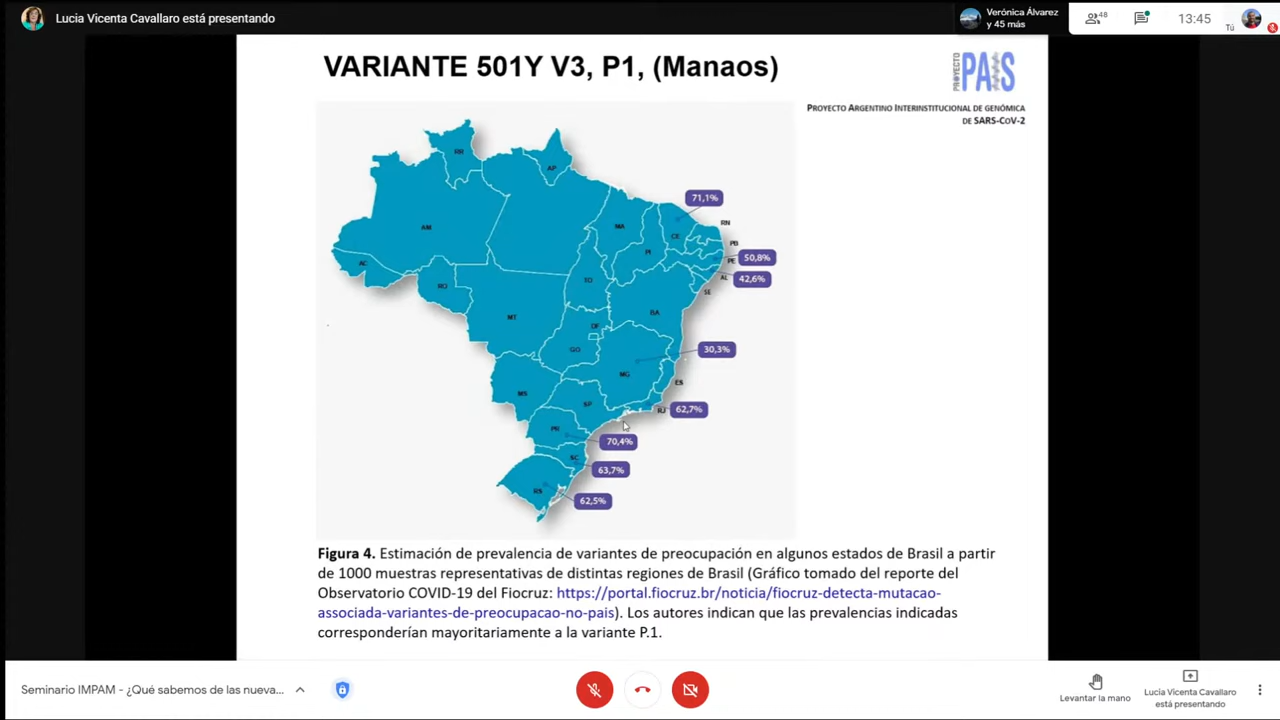 Lucia Vicenta Cavallaro está presentando
Verónica Álvarez
y 45 más
48
13:45
Tú
VARIANTE 501Y V3, P1, (Manaos)
PROYECTO
PAIS
PROYECTO ARGENTINO INTERINSTITUCIONAL DE GENÓMICA
DE SARS-COV-2
RR
AP
71,1%
RN
AM
MA
CE
PB
PI
PE
50,8%
AC
AL
42,6%
RO
TO
SE
MT
BA
DF
GO
30,3%
MG
ES
MS
SP
RJ
62,7%
PR
70,4%
SC
63,7%
RS
62,5%
Figura 4. Estimación de prevalencia de variantes de preocupación en algunos estados de Brasil a partir
de 1000 muestras representativas de distintas regiones de Brasil (Gráfico tomado del reporte del
Observatorio COVID-19 del Fiocruz: https://portal.fiocruz.br/noticia/fiocruz-detecta-mutacao-
associada-variantes-de-preocupacao-no-pais). Los autores indican que las prevalencias indicadas
corresponderían mayoritariamente a la variante P.1.
Seminario IMPAM - ¿Qué sabemos de las nueva...
Levantar la mano
Lucia Vicenta Cavallaro
está presentando